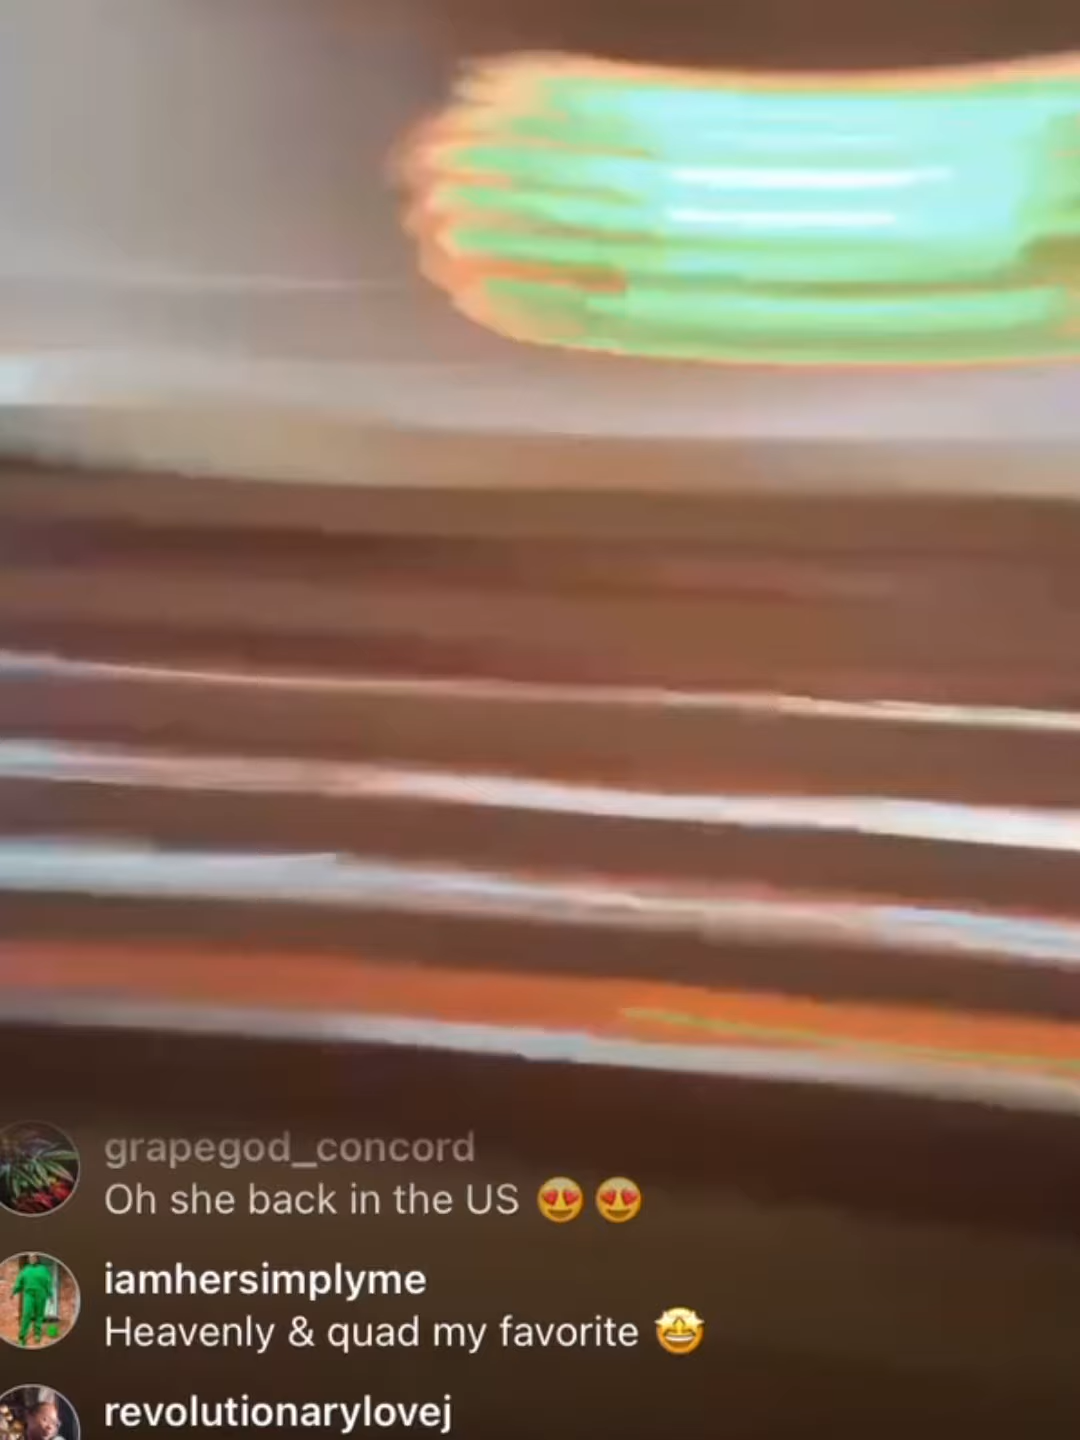 grapegod_concord
Oh she back in the US 😍 😍
iamhersimplyme
Heavenly & quad my favorite 🤩
revolutionarylovej